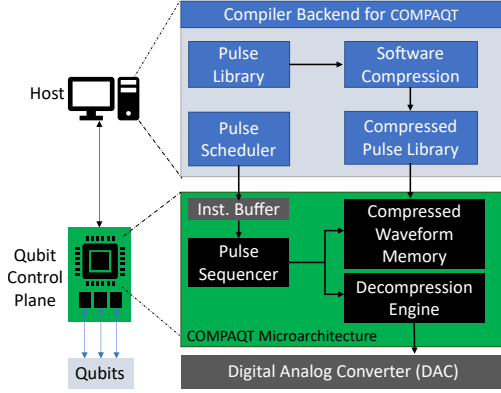 Compiler Backend for COMPAQT
Pulse
Library
Software
Compression
Host
Pulse
Scheduler
Compressed
Pulse Library
Inst. Buffer
Compressed
Waveform
Memory
Qubit
Control
Plane
Pulse
Sequencer
Decompression
Engine
COMPAQT Microarchitecture
Qubits
Digital Analog Converter (DAC)